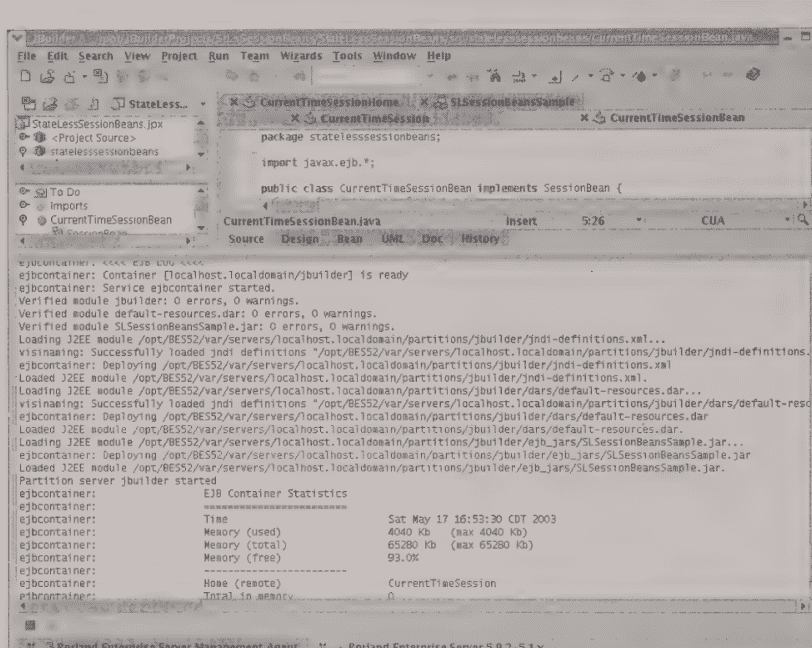 File Edit Search View Project Run Team Wizards Tools Window Help
StateLess...
CurrentTimeSessionHome SLSessionBeansSample
CurrentTimeSession CurrentTimeSessionBean
StateLessSessionBeans.jpx
<Project Source>
statelesssessionbeans
package statelesssessionbeans;
import javax.ejb.*;
public class CurrentTimeSessionBean implements SessionBean {
To Do
Imports
CurrentTimeSessionBean
SessionBean
CurrentTimeSessionBean.java Insert 5:26 CUA
Source Design Bean UML Doc History
ejbcontainer: <<<< EJB LOG <<<<
ejbcontainer: Container [localhost.localdomain/jbuilder] is ready
ejbcontainer: Service ejbcontainer started.
Verified module jbuilder: 0 errors, 0 warnings.
Verified module default-resources.dar: 0 errors, 0 warnings.
Verified module SLSessionBeansSample.jar: 0 errors, 0 warnings.
Loading J2EE module /opt/BES52/var/servers/localhost.localdomain/partitions/jbuilder/jndi-definitions.xml...
visinaming: Successfully loaded jndi definitions "/opt/BES52/var/servers/localhost.localdomain/partitions/jbuilder/jndi-definitions.
ejbcontainer: Deploying /opt/BES52/var/servers/localhost.localdomain/partitions/jbuilder/jndi-definitions.xml
Loaded J2EE module /opt/BES52/var/servers/localhost.localdomain/partitions/jbuilder/jndi-definitions.xml.
Loading J2EE module /opt/BES52/var/servers/localhost.localdomain/partitions/jbuilder/dars/default-resources.dar...
visinaming: Successfully loaded jndi definitions "/opt/BES52/var/servers/localhost.localdomain/partitions/jbuilder/dars/default-reso
ejbcontainer: Deploying /opt/BES52/var/servers/localhost.localdomain/partitions/jbuilder/dars/default-resources.dar
Loaded J2EE module /opt/BES52/var/servers/localhost.localdomain/partitions/jbuilder/dars/default-resources.dar.
Loading J2EE module /opt/BES52/var/servers/localhost.localdomain/partitions/jbuilder/ejb_jars/SLSessionBeansSample.jar...
ejbcontainer: Deploying /opt/BES52/var/servers/localhost.localdomain/partitions/jbuilder/ejb_jars/SLSessionBeansSample.jar
Loaded J2EE module /opt/BES52/var/servers/localhost.localdomain/partitions/jbuilder/ejb_jars/SLSessionBeansSample.jar.
Partition server jbuilder started
ejbcontainer: EJB Container Statistics
ejbcontainer: =========================
ejbcontainer: Time Sat May 17 16:53:30 CDT 2003
ejbcontainer: Memory (used) 4040 Kb (max 4040 Kb)
ejbcontainer: Memory (total) 65280 Kb (max 65280 Kb)
ejbcontainer: Memory (free) 93.0%
ejbcontainer: -------------------------
ejbcontainer: Home (remote) CurrentTimeSession
ejbcontainer: Total in memory 0
Borland Enterprise Server Management Agent Borland Enterprise Server